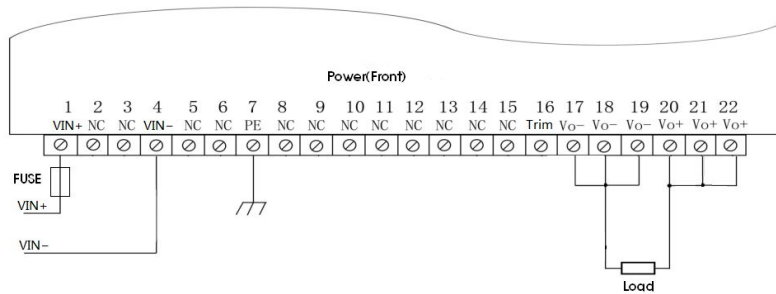 Power(Front)
1 2 3 4 5 6 7 8 9 10 11 12 13 14 15 16 17 18 19 20 21 22
VIN+ NC NC VIN- NC NC PE NC NC NC NC NC NC NC NC Trim Vo- Vo- Vo- Vo+ Vo+ Vo+
FUSE
VIN+
VIN-
Load